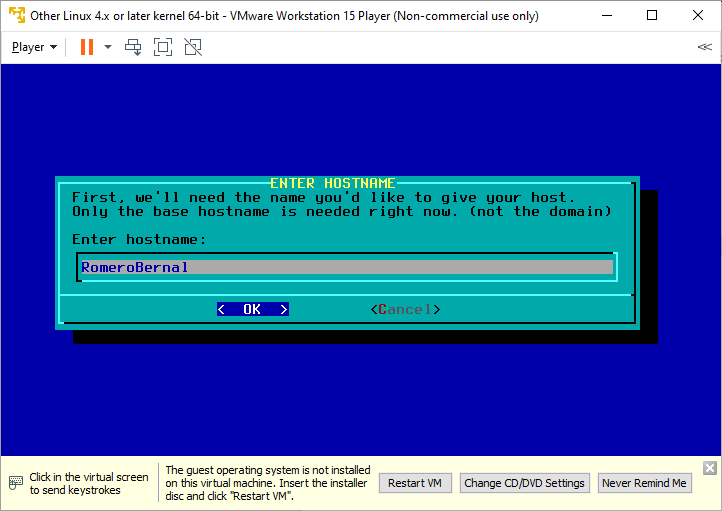 Other Linux 4.x or later kernel 64-bit - VMware Workstation 15 Player (Non-commercial use only)
Player
ENTER HOSTNAME
First, we'll need the name you'd like to give your host.
Only the base hostname is needed right now. (not the domain)
Enter hostname:
RomeroBernal
< OK >
<Cancel>
Click in the virtual screen
to send keystrokes
The guest operating system is not installed
on this virtual machine. Insert the installer
disc and click "Restart VM".
Restart VM
Change CD/DVD Settings
Never Remind Me